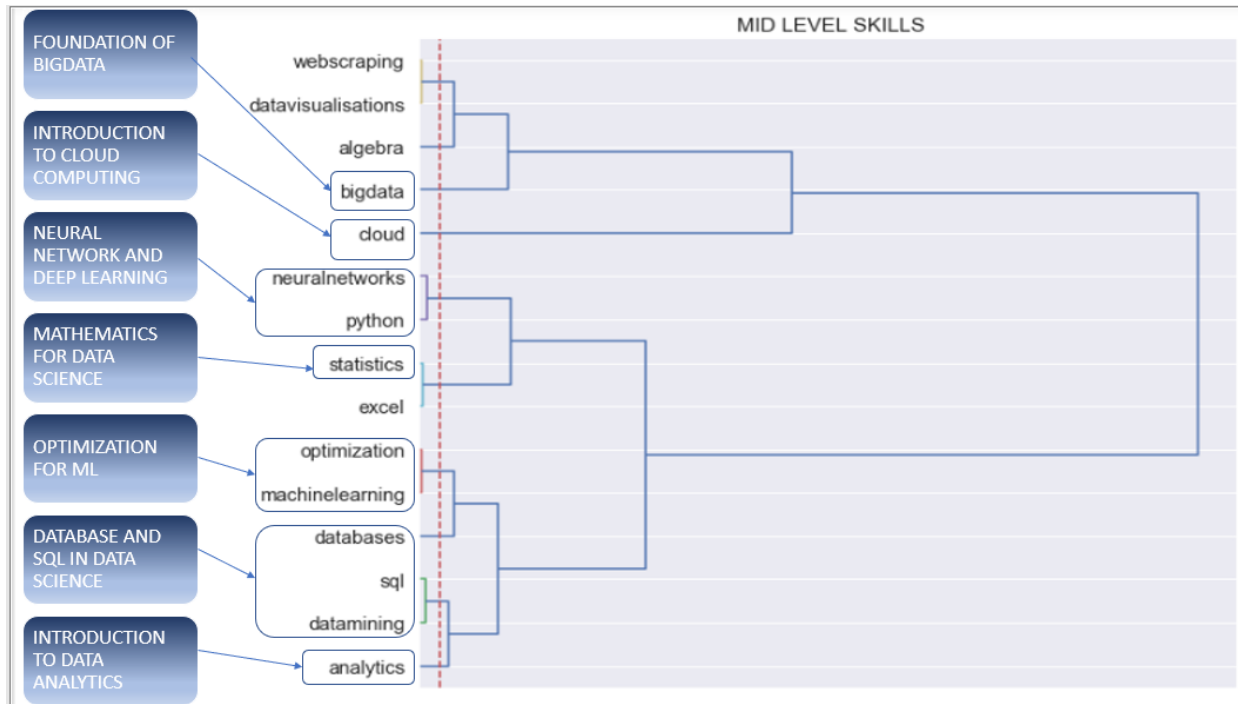 MID LEVEL SKILLS
FOUNDATION OF
BIGDATA
INTRODUCTION
TO CLOUD
COMPUTING
NEURAL
NETWORK AND
DEEP LEARNING
MATHEMATICS
FOR DATA
SCIENCE
OPTIMIZATION
FOR ML
DATABASE AND
SQL IN DATA
SCIENCE
INTRODUCTION
TO DATA
ANALYTICS
webscraping
datavisualisations
algebra
bigdata
cloud
neuralnetworks
python
statistics
excel
optimization
machinelearning
databases
sql
datamining
analytics